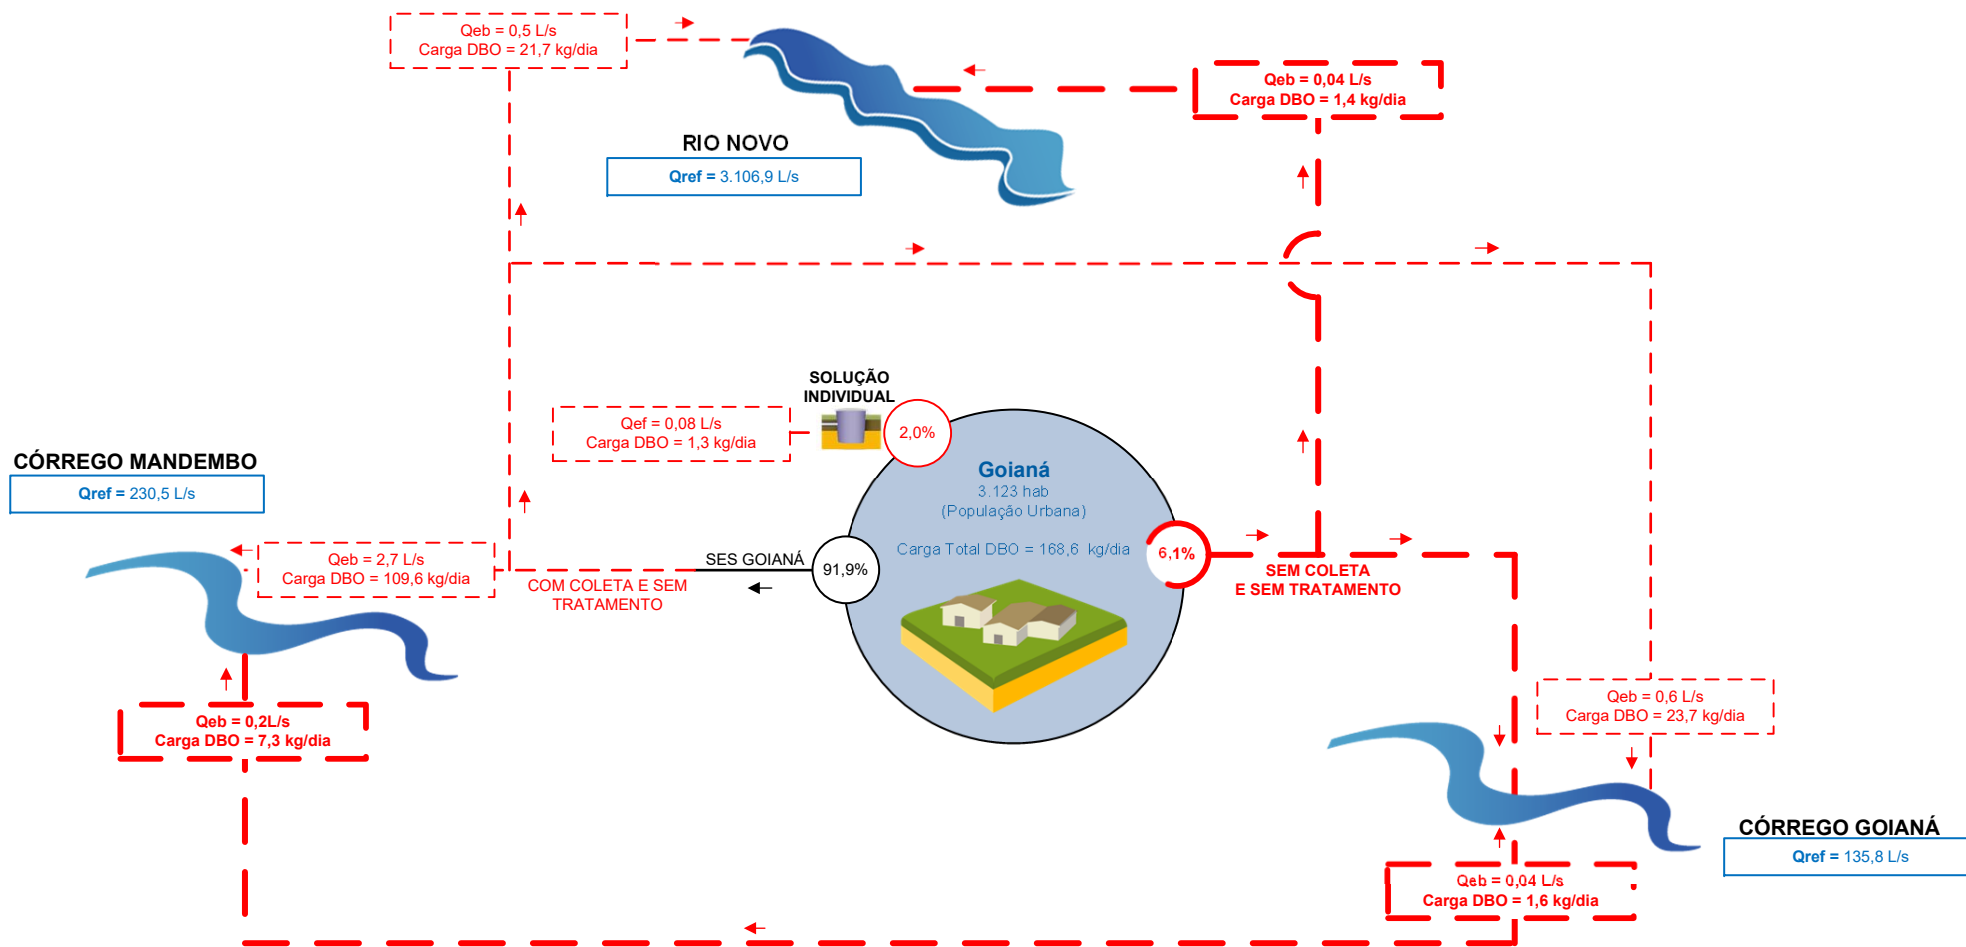 Qeb = 0,5 L/s
Carga DBO = 21,7 kg/dia
Qeb = 0,04 L/s
Carga DBO = 1,4 kg/dia
RIO NOVO
Qref = 3.106,9 L/s
SOLUÇÃO
INDIVIDUAL
Qef = 0,08 L/s
Carga DBO = 1,3 kg/dia
2,0%
CÓRREGO MANDEMBO
Qref = 230,5 L/s
Goianá
3.123 hab
(População Urbana)
Carga Total DBO = 168,6 kg/dia
Qeb = 2,7 L/s
Carga DBO = 109,6 kg/dia
COM COLETA E SEM
TRATAMENTO
SES GOIANÁ
91,9%
6,1%
SEM COLETA
E SEM TRATAMENTO
Qeb = 0,2L/s
Carga DBO = 7,3 kg/dia
Qeb = 0,6 L/s
Carga DBO = 23,7 kg/dia
CÓRREGO GOIANÁ
Qref = 135,8 L/s
Qeb = 0,04 L/s
Carga DBO = 1,6 kg/dia